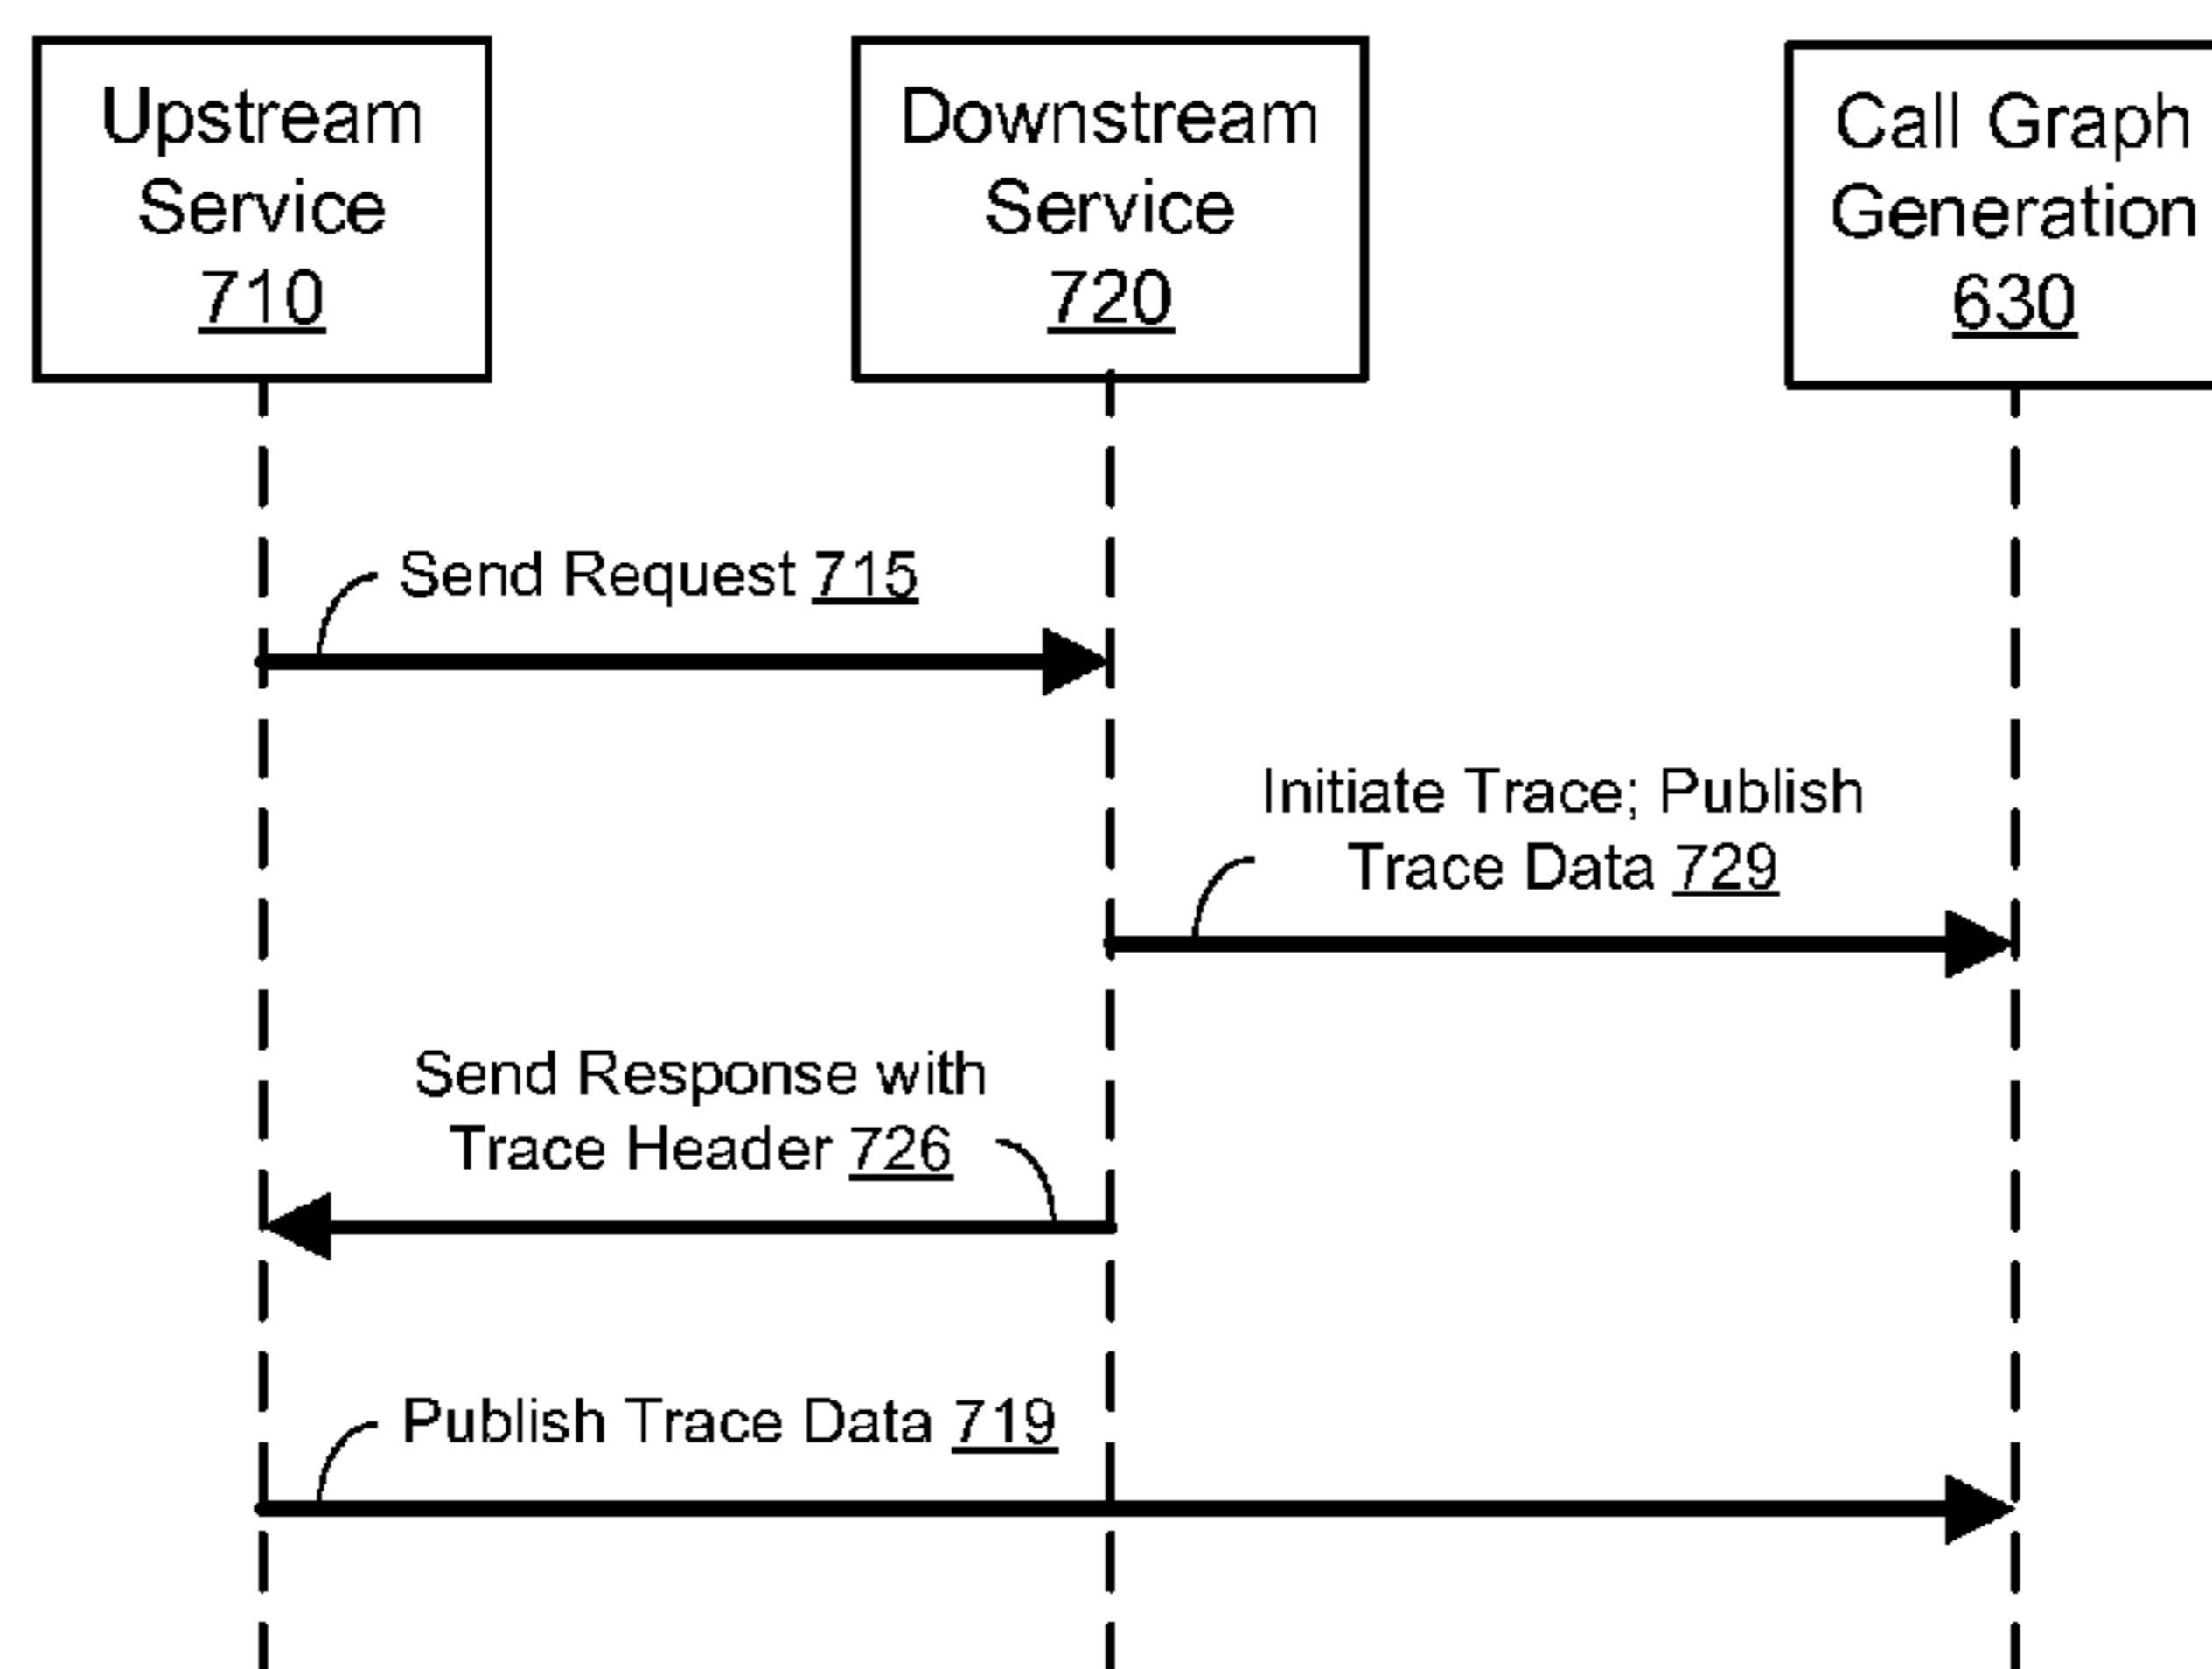 Upstream
Service
710
Downstream
Service
720
Call Graph
Generation
630
Send Request 715
Initiate Trace; Publish
Trace Data 729
Send Response with
Trace Header 726
Publish Trace Data 719